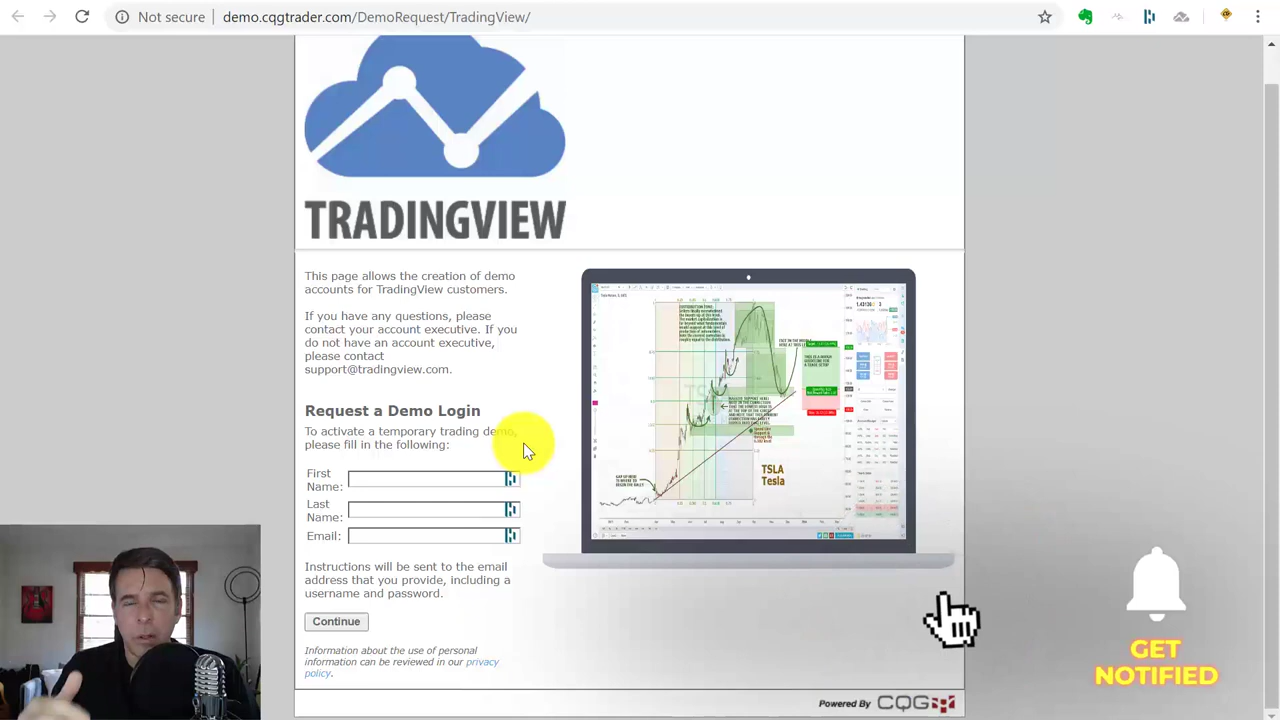 Not secure
demo.cqgtrader.com/DemoRequest/TradingView/
TRADINGVIEW
This page allows the creation of demo
accounts for TradingView customers.
If you have any questions, please
contact your account executive. If you
do not have an account executive,
please contact
support@tradingview.com.
Request a Demo Login
To activate a temporary trading demo,
please fill in the following:
First
Name:
Last
Name:
Email:
Instructions will be sent to the email
address that you provide, including a
username and password.
Continue
Information about the use of personal
information can be reviewed in our privacy
policy.
TSLA
Tesla
Powered By CQG
GET
NOTIFIED